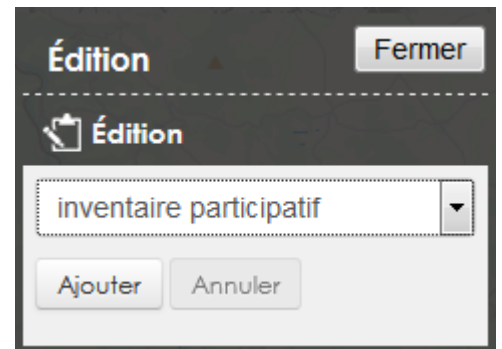 Édition
Fermer
Édition
inventaire participatif
Ajouter
Annuler